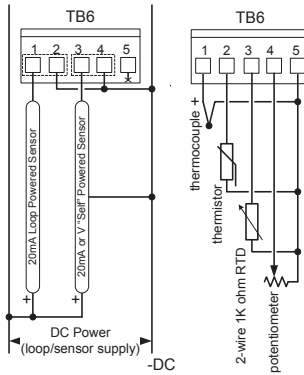 TB6
1 2 3 4 5
20mA Loop Powered Sensor
20mA or V "Self" Powered Sensor
+ +
DC Power
(loop/sensor supply)
-DC
TB6
1 2 3 4 5
thermocouple +
thermistor
2-wire 1K ohm RTD
potentiometer